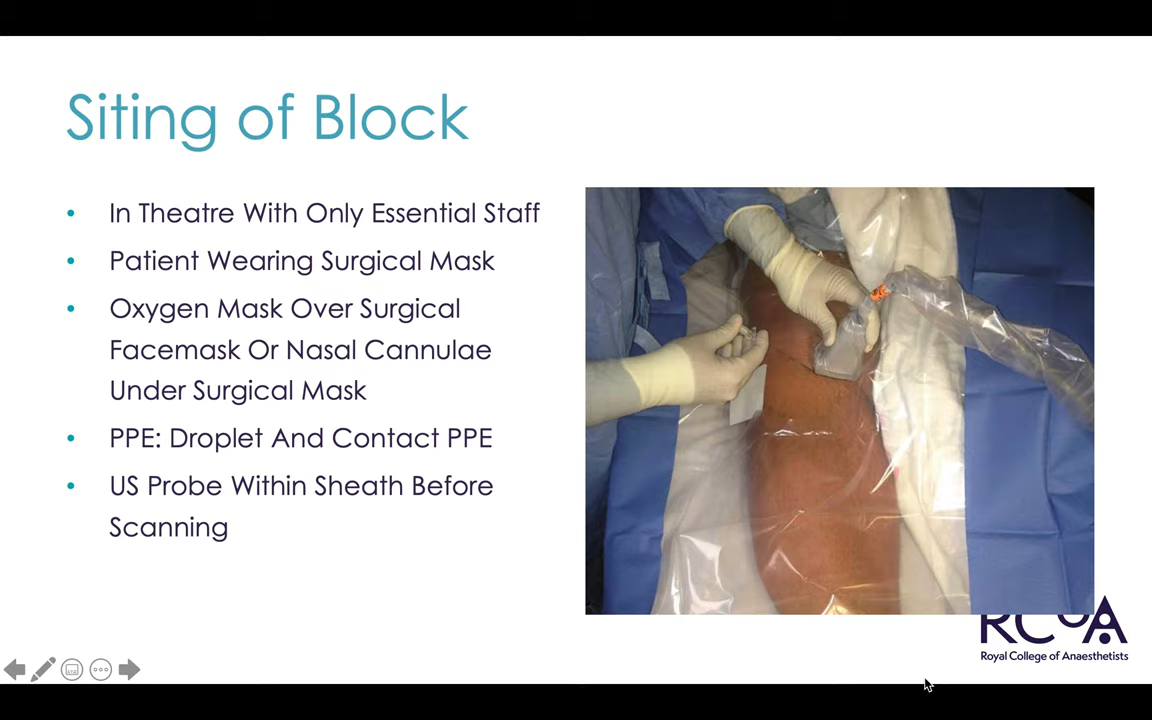 Siting of Block
• In Theatre With Only Essential Staff
• Patient Wearing Surgical Mask
• Oxygen Mask Over Surgical
Facemask Or Nasal Cannulae
Under Surgical Mask
• PPE: Droplet And Contact PPE
• US Probe Within Sheath Before
Scanning
RCoA
Royal College of Anaesthetists